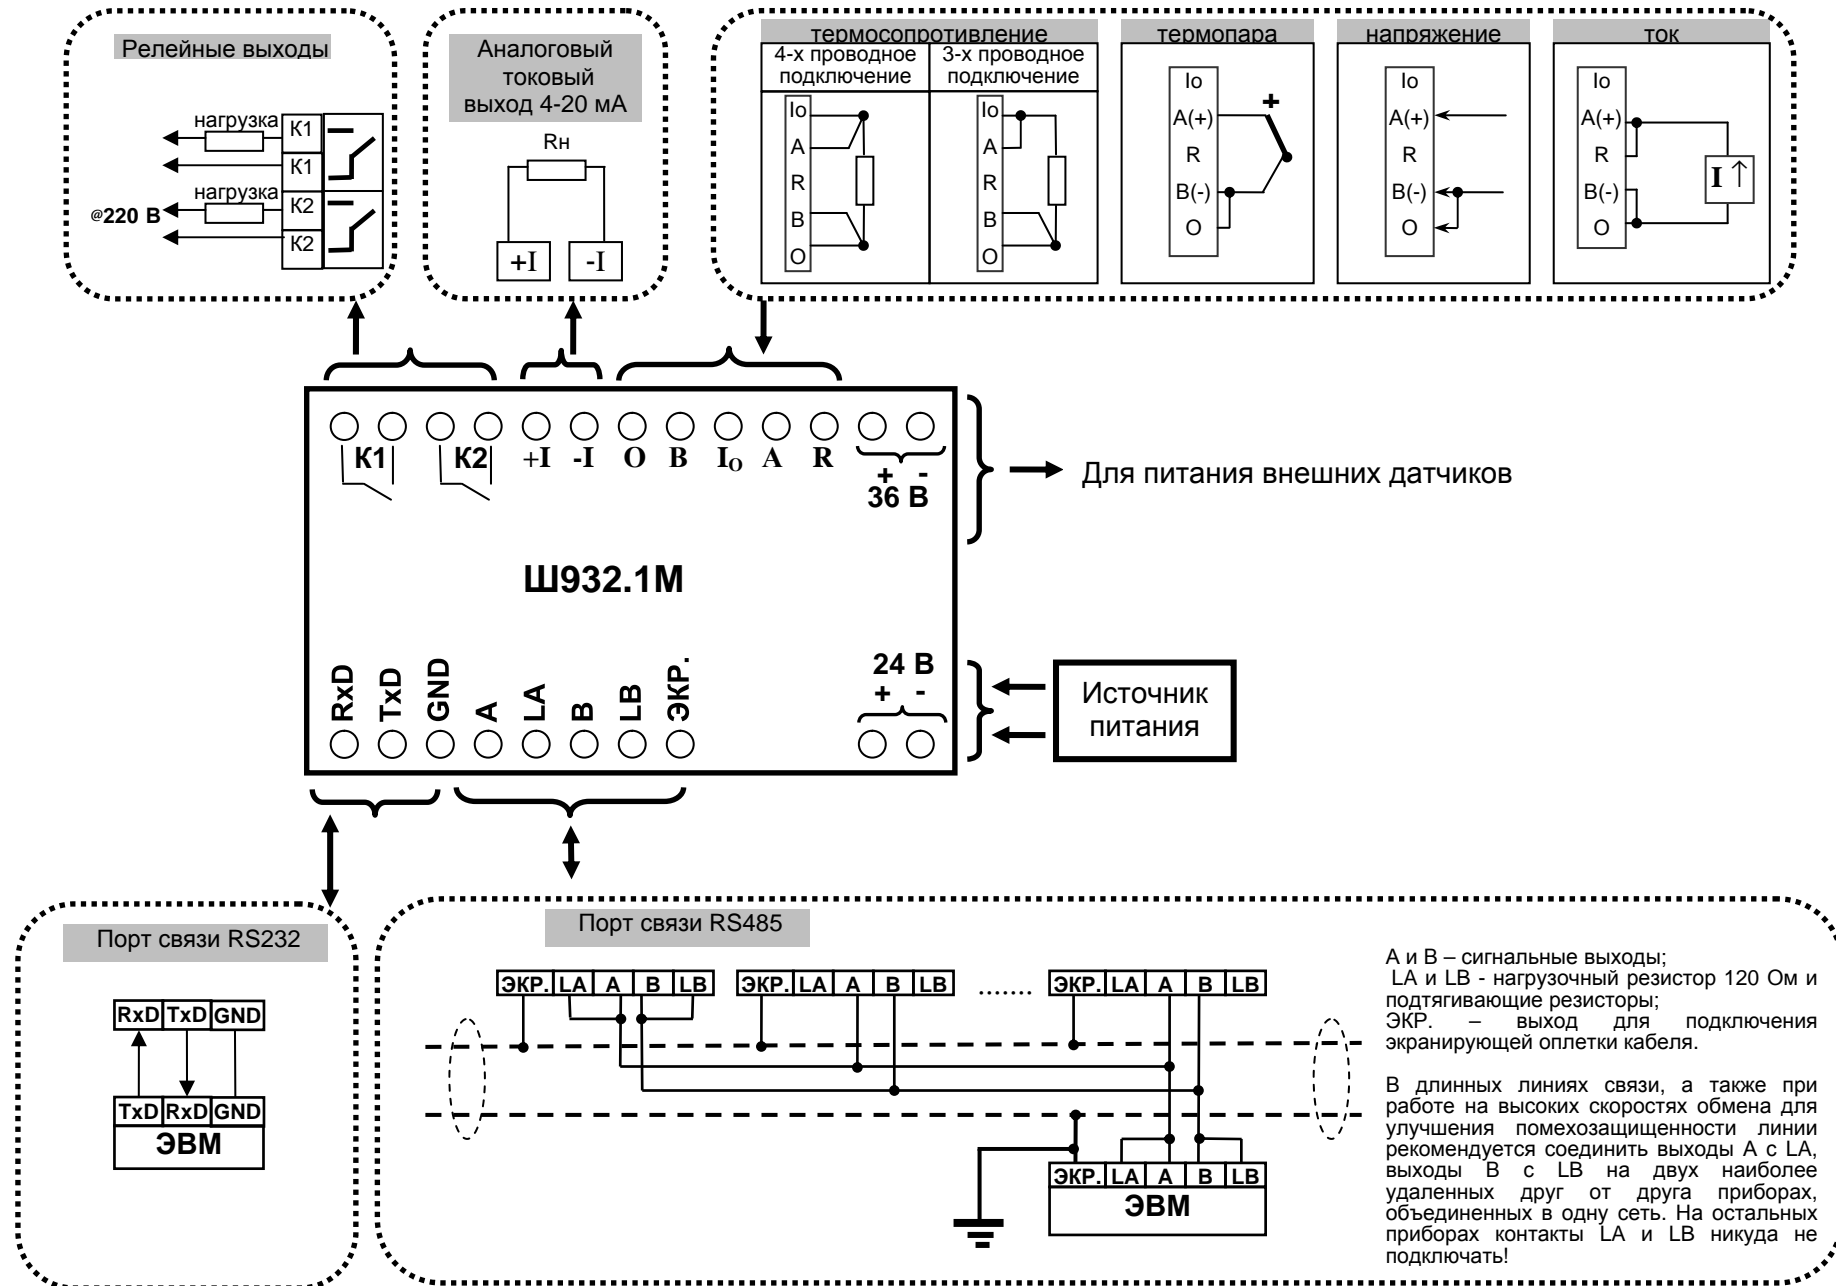 Релейные выходы
нагрузка
К1
К1
нагрузка
К2
@220 В
К2
Аналоговый
токовый
выход 4-20 мА
Rн
+I
-I
термосопротивление
4-х проводное
подключение
Io
A
R
B
O
3-х проводное
подключение
Io
A
R
B
O
термопара
Io
A(+)
R
B(-)
O
+
напряжение
Io
A(+)
R
B(-)
O
ток
Io
A(+)
R
B(-)
O
I ↑
К1 К2 +I -I O B Io A R
+ -
36 В
Для питания внешних датчиков
Ш932.1М
RxD TxD GND A LA B LB ЭКР.
24 В
+ -
Источник
питания
Порт связи RS232
RxD TxD GND
TxD RxD GND
ЭВМ
Порт связи RS485
ЭКР. LA A B LB ЭКР. LA A B LB ....... ЭКР. LA A B LB
ЭКР. LA A B LB
ЭВМ
А и В – сигнальные выходы;
LA и LB - нагрузочный резистор 120 Ом и
подтягивающие резисторы;
ЭКР. – выход для подключения
экранирующей оплетки кабеля.
В длинных линиях связи, а также при
работе на высоких скоростях обмена для
улучшения помехозащищенности линии
рекомендуется соединить выходы А с LA,
выходы В с LB на двух наиболее
удаленных друг от друга приборах,
объединенных в одну сеть. На остальных
приборах контакты LA и LB никуда не
подключать!